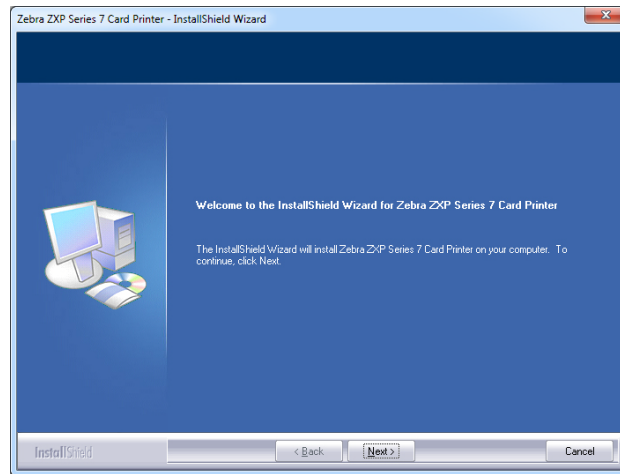 Zebra ZXP Series 7 Card Printer - InstallShield Wizard
Welcome to the InstallShield Wizard for Zebra ZXP Series 7 Card Printer
The InstallShield Wizard will install Zebra ZXP Series 7 Card Printer on your computer. To
continue, click Next.
InstallShield
< Back
Next >
Cancel